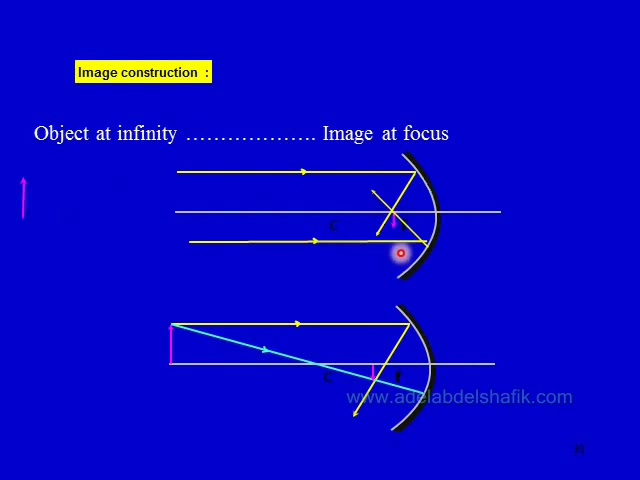 Image construction :
Object at infinity ………………. Image at focus
C
C f
www.adelabdelshafik.com